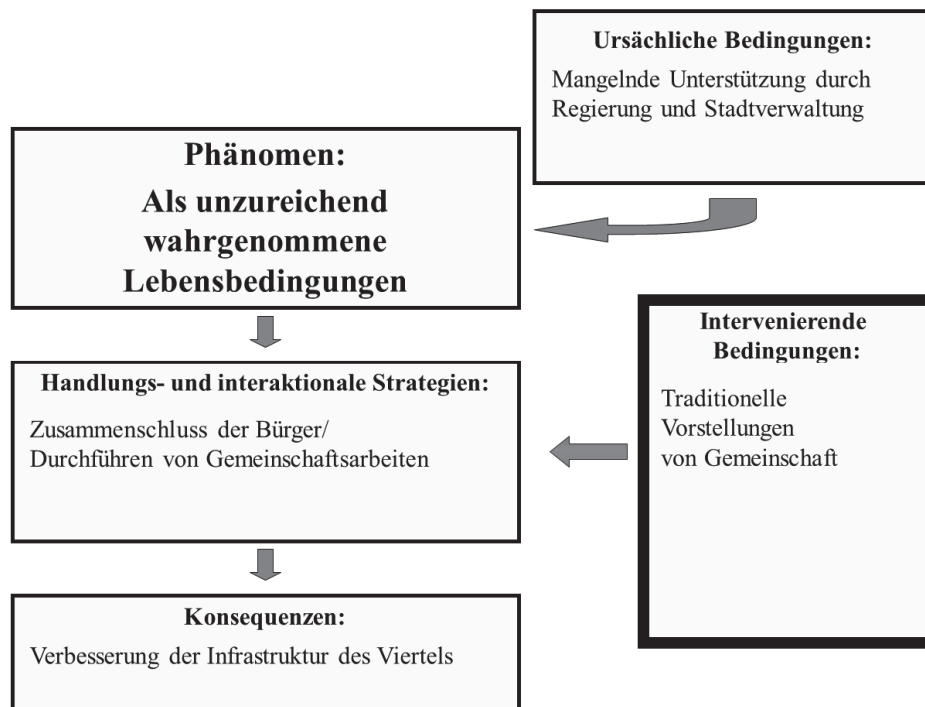 Ursächliche Bedingungen:
Mangelnde Unterstützung durch
Regierung und Stadtverwaltung
Phänomen:
Als unzureichend
wahrgenommene
Lebensbedingungen
Intervenierende
Bedingungen:
Traditionelle
Vorstellungen
von Gemeinschaft
Handlungs- und interaktionale Strategien:
Zusammenschluss der Bürger/
Durchführen von Gemeinschaftsarbeiten
Konsequenzen:
Verbesserung der Infrastruktur des Viertels